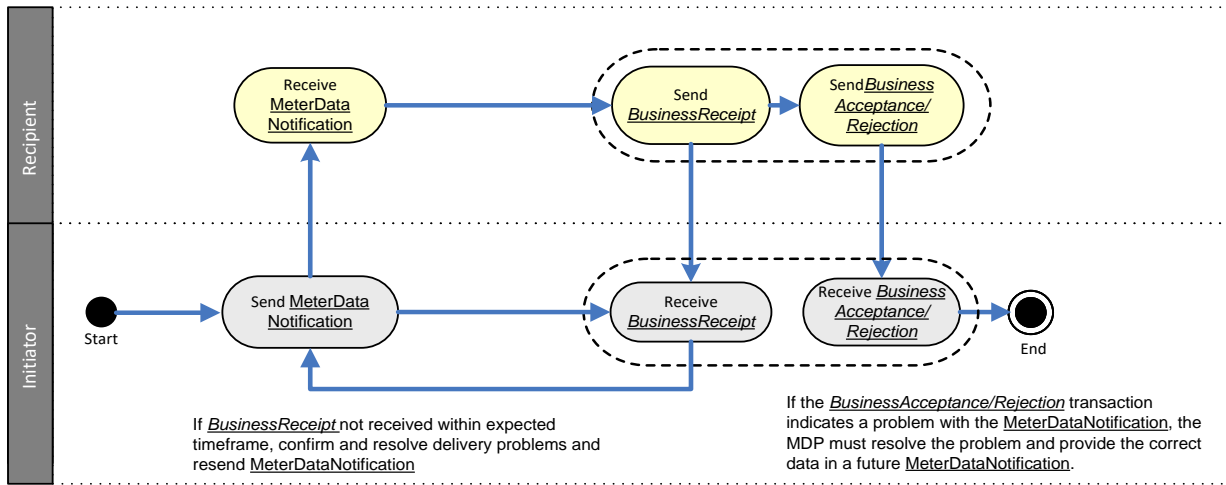 Recipient
Receive
MeterData
Notification
Send
BusinessReceipt
SendBusiness
Acceptance/
Rejection
Initiator
Start
Send MeterData
Notification
Receive
BusinessReceipt
Receive Business
Acceptance/
Rejection
End
If BusinessReceipt not received within expected
timeframe, confirm and resolve delivery problems and
resend MeterDataNotification
If the BusinessAcceptance/Rejection transaction
indicates a problem with the MeterDataNotification, the
MDP must resolve the problem and provide the correct
data in a future MeterDataNotification.